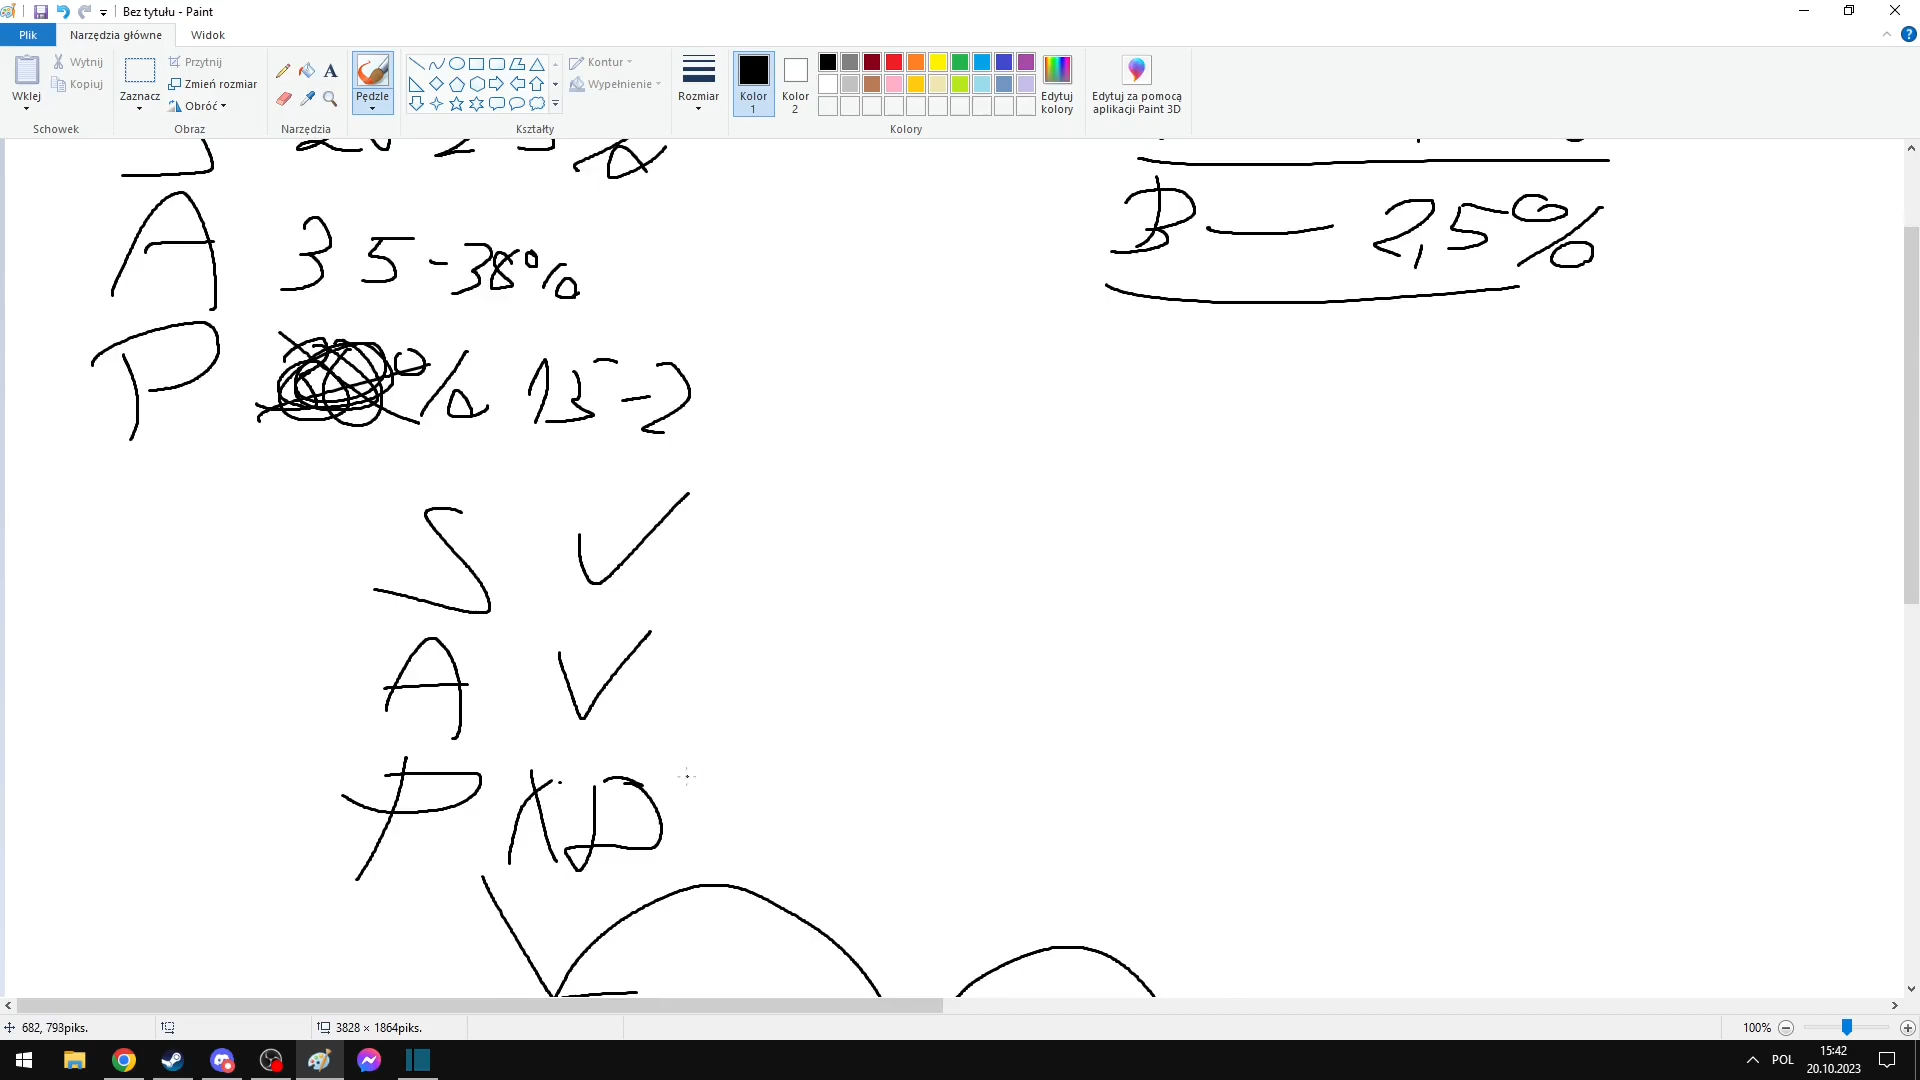 Bez tytułu - Paint
Plik Narzędzia główne Widok
Wklej
Wytnij
Kopiuj
Schowek
Zaznacz
Przytnij
Zmień rozmiar
Obróć
Obraz
A
Narzędzia
Pędzle
Kontur
Wypełnienie
Kształty
Rozmiar
Kolor 1
Kolor 2
Edytuj kolory
Kolory
Edytuj za pomocą aplikacji Paint 3D
A 35-38%
B — 2,5%
P % 15-2
S
A
P XD
682, 793piks.
3828 × 1864piks.
100%
POL
15:42
20.10.2023